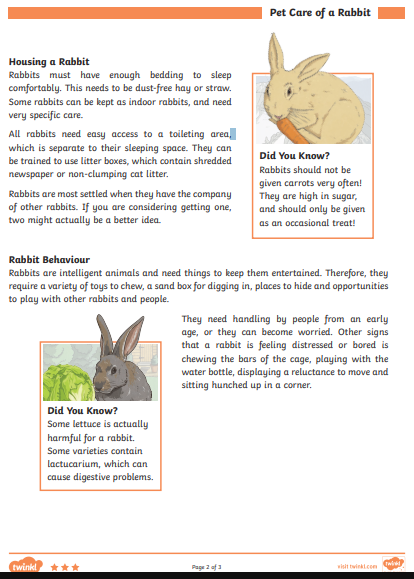 Pet Care of a Rabbit
Housing a Rabbit
Rabbits must have enough bedding to sleep
comfortably. This needs to be dust-free hay or straw.
Some rabbits can be kept as indoor rabbits, and need
very specific care.
All rabbits need easy access to a toileting area,
which is separate to their sleeping space. They can
be trained to use litter boxes, which contain shredded
newspaper or non-clumping cat litter.
Rabbits are most settled when they have the company
of other rabbits. If you are considering getting one,
two might actually be a better idea.
Did You Know?
Rabbits should not be
given carrots very often!
They are high in sugar,
and should only be given
as an occasional treat!
Rabbit Behaviour
Rabbits are intelligent animals and need things to keep them entertained. Therefore, they
require a variety of toys to chew, a sand box for digging in, places to hide and opportunities
to play with other rabbits and people.
They need handling by people from an early
age, or they can become worried. Other signs
that a rabbit is feeling distressed or bored is
chewing the bars of the cage, playing with the
water bottle, displaying a reluctance to move and
sitting hunched up in a corner.
Did You Know?
Some lettuce is actually
harmful for a rabbit.
Some varieties contain
lactucarium, which can
cause digestive problems.
twinkl
Page 2 of 3
visit twinkl.com
twinkl